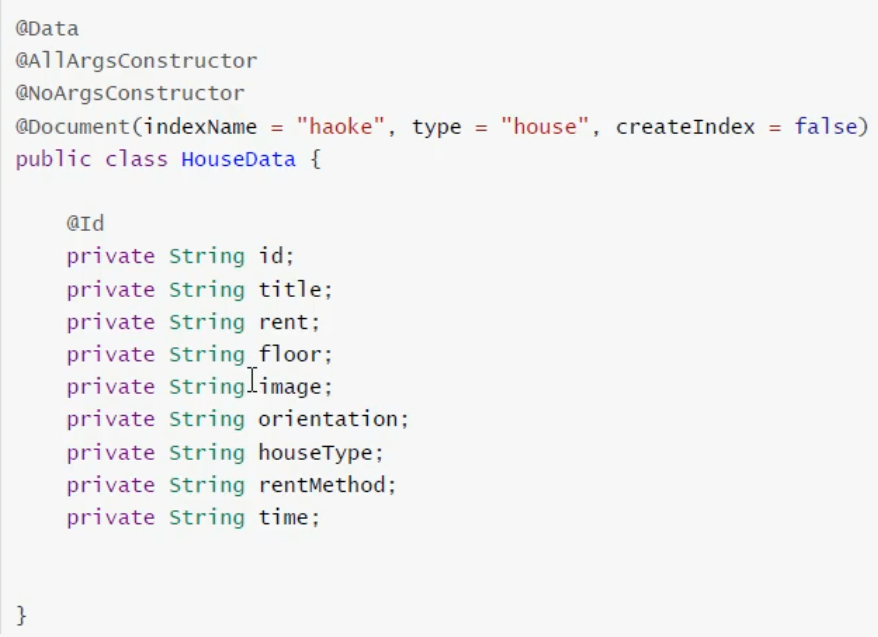 @Data
@AllArgsConstructor
@NoArgsConstructor
@Document(indexName = "haoke", type = "house", createIndex = false)
public class HouseData {
@Id
private String id;
private String title;
private String rent;
private String floor;
private String image;
private String orientation;
private String houseType;
private String rentMethod;
private String time;
}